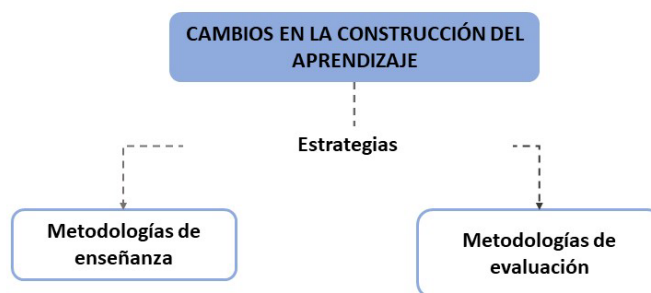 CAMBIOS EN LA CONSTRUCCIÓN DEL
APRENDIZAJE
Estrategias
Metodologías de
enseñanza
Metodologías de
evaluación